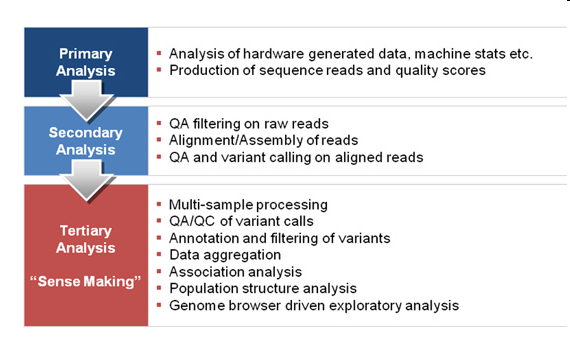 Primary
Analysis
▪ Analysis of hardware generated data, machine stats etc.
▪ Production of sequence reads and quality scores
Secondary
Analysis
▪ QA filtering on raw reads
▪ Alignment/Assembly of reads
▪ QA and variant calling on aligned reads
Tertiary
Analysis
“Sense Making”
▪ Multi-sample processing
▪ QA/QC of variant calls
▪ Annotation and filtering of variants
▪ Data aggregation
▪ Association analysis
▪ Population structure analysis
▪ Genome browser driven exploratory analysis